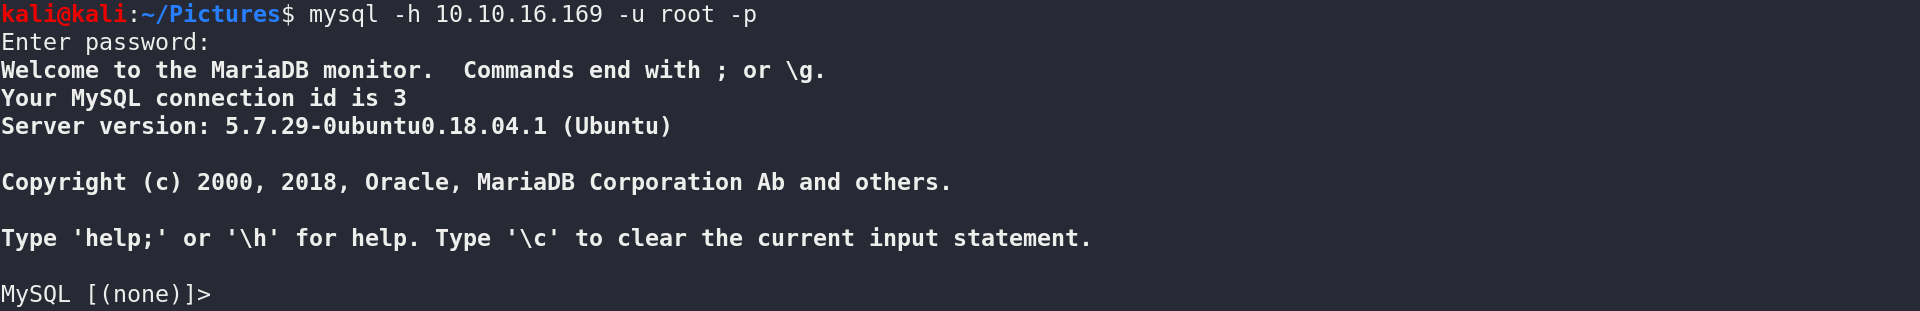 kali@kali:~/Pictures$ mysql -h 10.10.16.169 -u root -p
Enter password:
Welcome to the MariaDB monitor.  Commands end with ; or \g.
Your MySQL connection id is 3
Server version: 5.7.29-0ubuntu0.18.04.1 (Ubuntu)
Copyright (c) 2000, 2018, Oracle, MariaDB Corporation Ab and others.
Type 'help;' or '\h' for help. Type '\c' to clear the current input statement.
MySQL [(none)]>